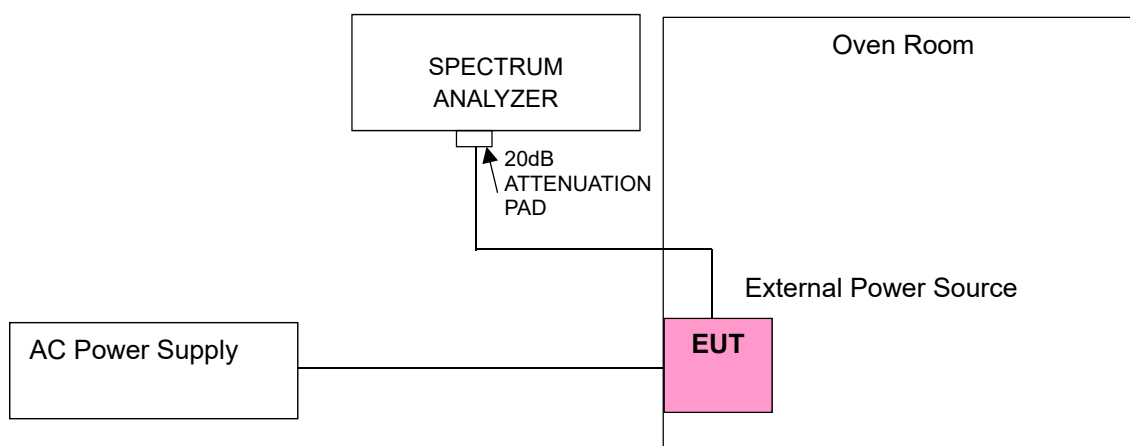 Oven Room
SPECTRUM
ANALYZER
20dB
ATTENUATION
PAD
External Power Source
AC Power Supply
EUT